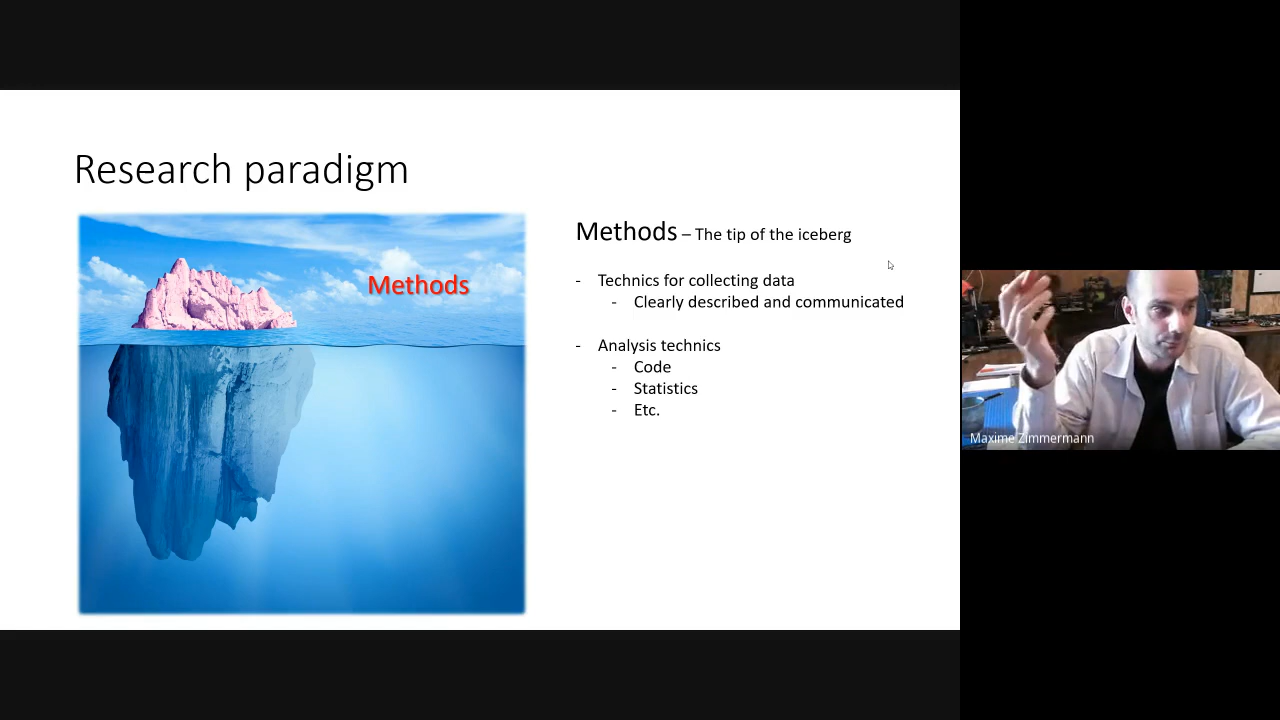 Research paradigm
Methods
Methods – The tip of the iceberg
- Technics for collecting data
- Clearly described and communicated
- Analysis technics
- Code
- Statistics
- Etc.
Maxime Zimmermann